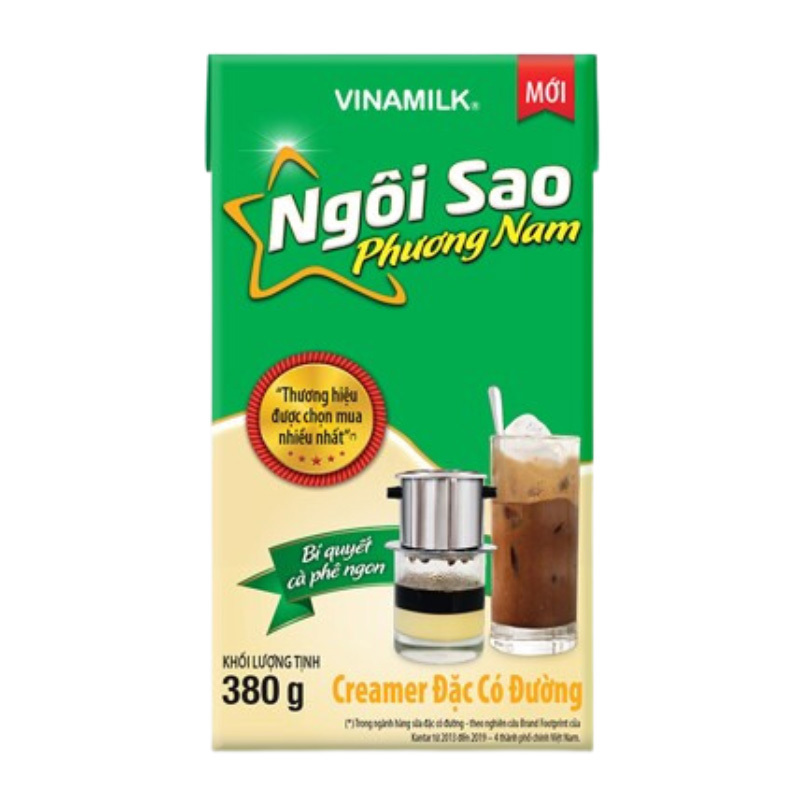 VINAMILK®
MỚI
Ngôi Sao
Phương Nam
"Thương hiệu
được chọn mua
nhiều nhất"(*)
Bí quyết
cà phê ngon
KHỐI LƯỢNG TỊNH
380 g
Creamer Đặc Có Đường
(*) Trong ngành hàng sữa đặc có đường - theo nghiên cứu Brand Footprint của
Kantar từ 2013 đến 2019 – 4 thành phố chính Việt Nam.